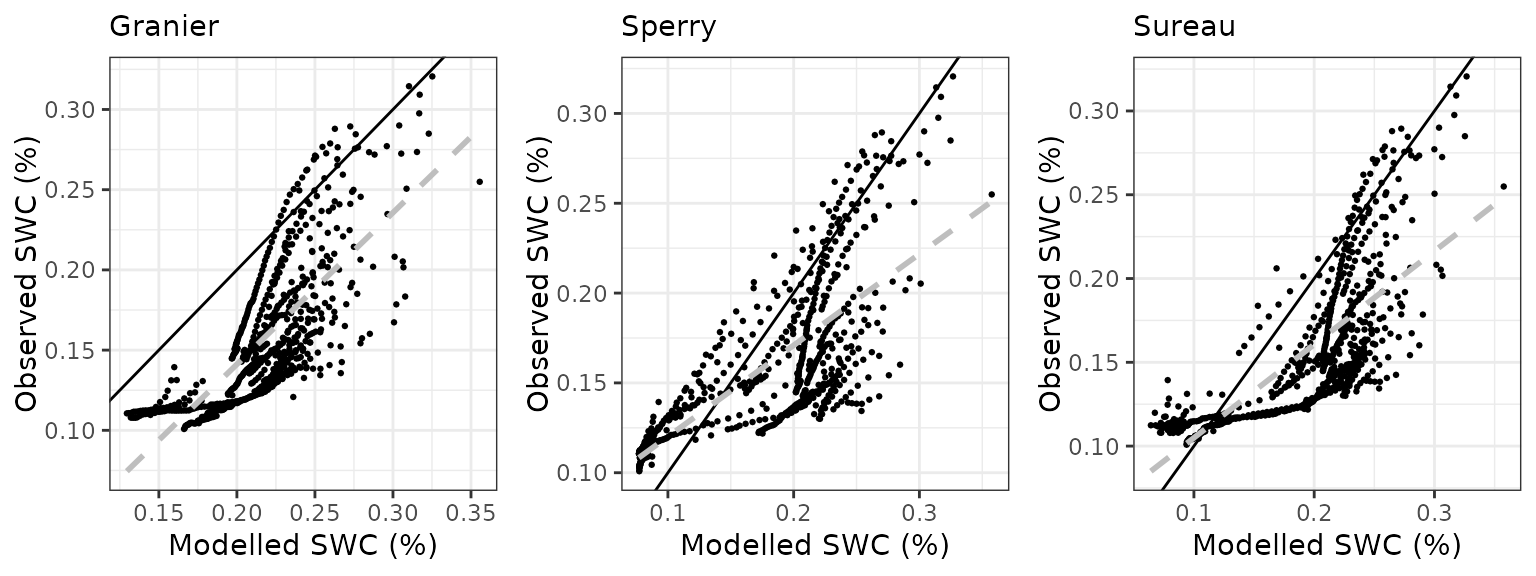 Granier
Observed SWC (%)
0.30
0.25
0.20
0.15
0.10
0.15 0.20 0.25 0.30 0.35
Modelled SWC (%)
Sperry
Observed SWC (%)
0.30
0.25
0.20
0.15
0.10
0.1 0.2 0.3
Modelled SWC (%)
Sureau
Observed SWC (%)
0.30
0.25
0.20
0.15
0.10
0.1 0.2 0.3
Modelled SWC (%)